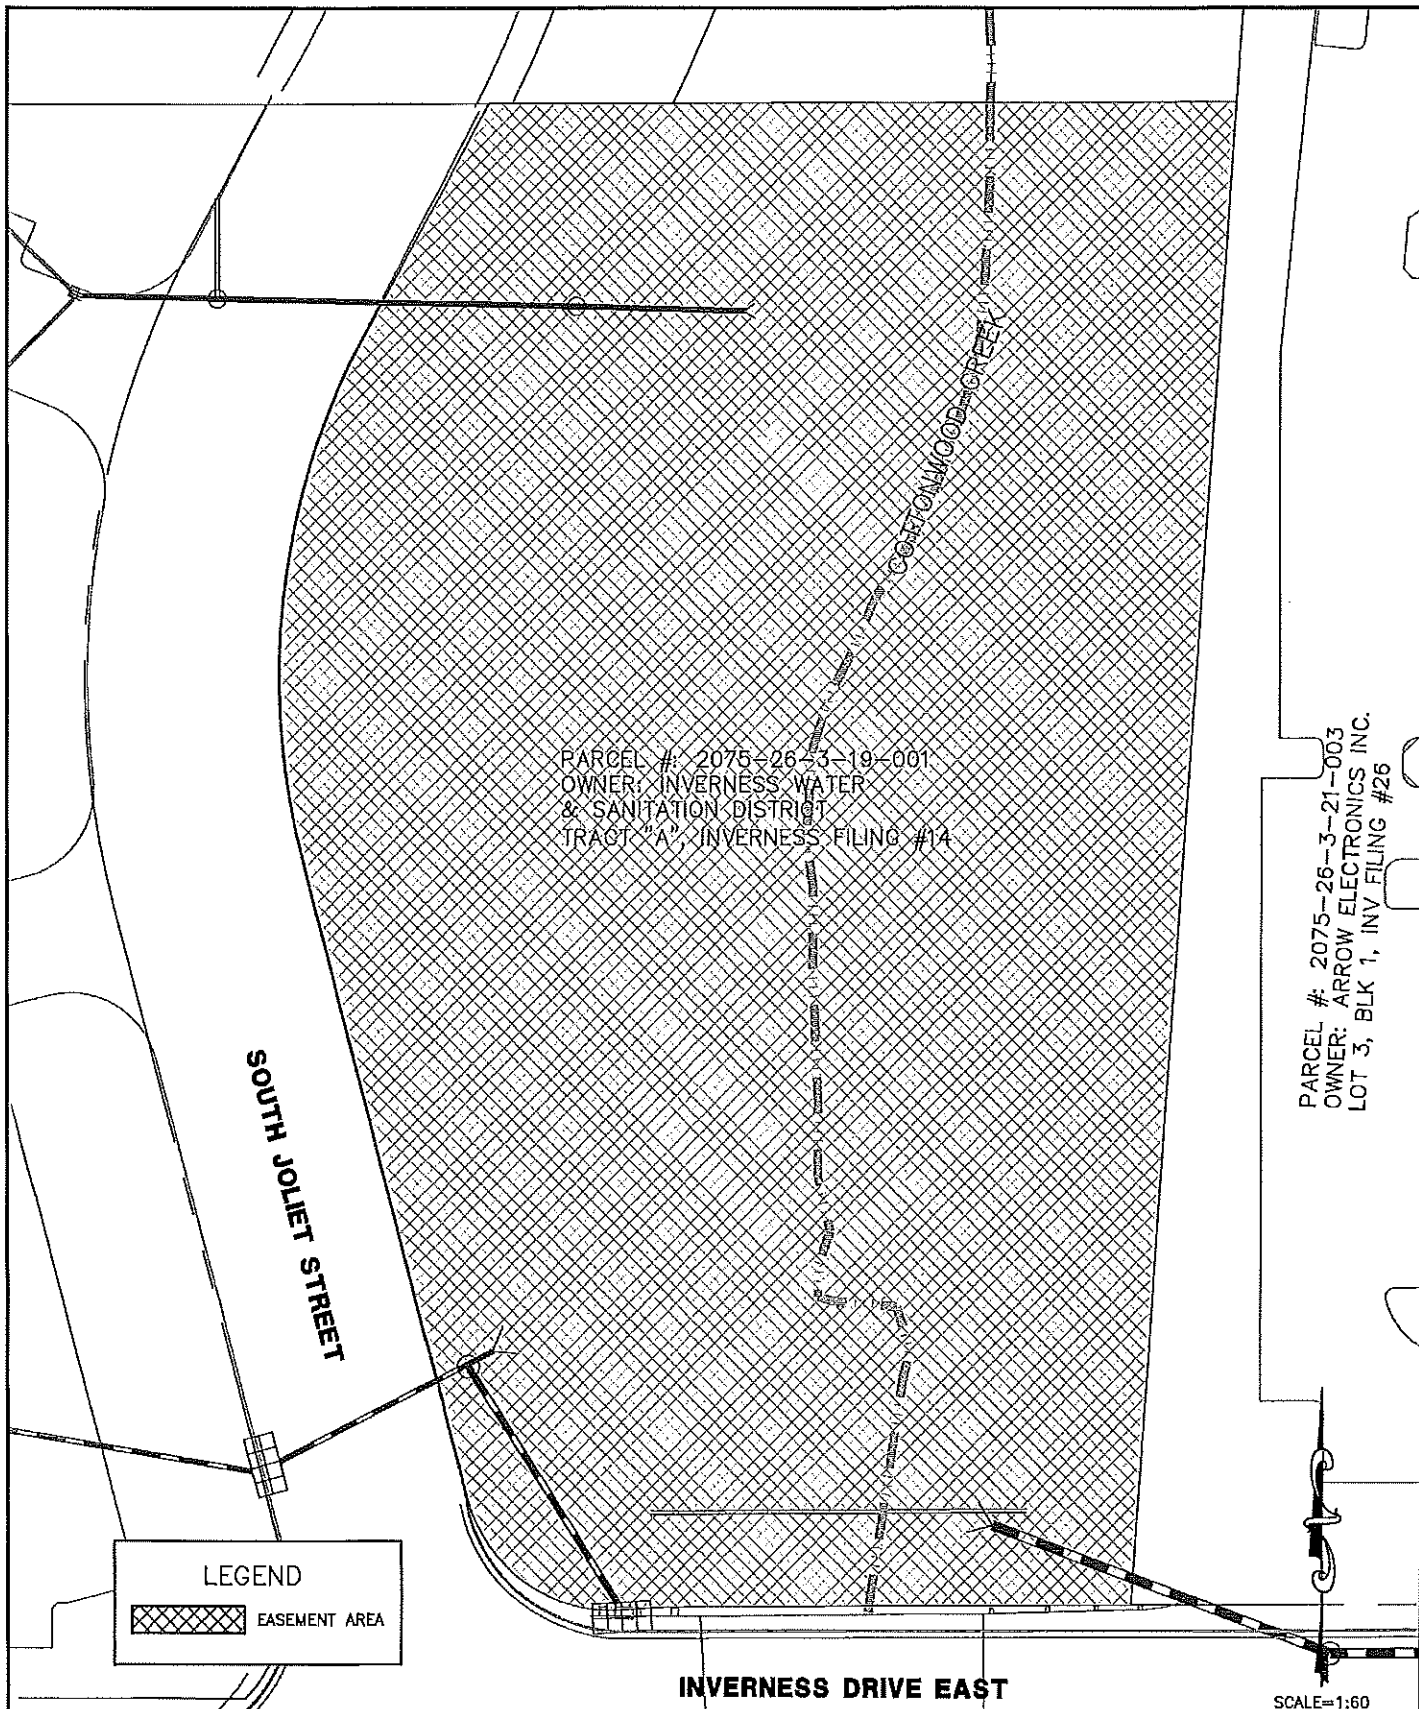 COTTONWOOD CREEK
PARCEL #: 2075-26-3-19-001
OWNER: INVERNESS WATER
& SANITATION DISTRICT
TRACT "A", INVERNESS FILING #14
PARCEL #: 2075-26-3-21-003
OWNER: ARROW ELECTRONICS INC.
LOT 3, BLK 1, INV FILING #26
SOUTH JOLIET STREET
LEGEND
EASEMENT AREA
INVERNESS DRIVE EAST
SCALE=1:60